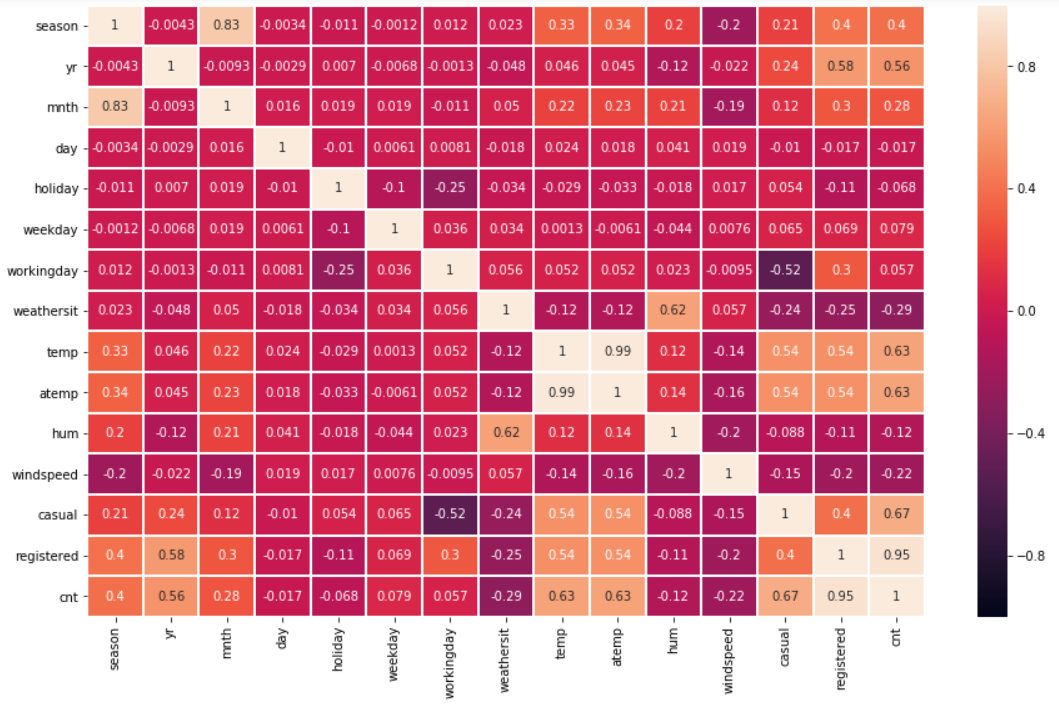 season 1 -0.0043 0.83 -0.0034 -0.011 -0.0012 0.012 0.023 0.33 0.34 0.2 -0.2 0.21 0.4 0.4
yr -0.0043 1 -0.0093 -0.0029 0.007 -0.0068 -0.0013 -0.048 0.046 0.045 -0.12 -0.022 0.24 0.58 0.56
mnth 0.83 -0.0093 1 0.016 0.019 0.019 -0.011 0.05 0.22 0.23 0.21 -0.19 0.12 0.3 0.28
day -0.0034 -0.0029 0.016 1 -0.01 0.0061 0.0081 -0.018 0.024 0.018 0.041 0.019 -0.01 -0.017 -0.017
holiday -0.011 0.007 0.019 -0.01 1 -0.1 -0.25 -0.034 -0.029 -0.033 -0.018 0.017 0.054 -0.11 -0.068
weekday -0.0012 -0.0068 0.019 0.0061 -0.1 1 0.036 0.034 0.0013 -0.0061 -0.044 0.0076 0.065 0.069 0.079
workingday 0.012 -0.0013 -0.011 0.0081 -0.25 0.036 1 0.056 0.052 0.052 0.023 -0.0095 -0.52 0.3 0.057
weathersit 0.023 -0.048 0.05 -0.018 -0.034 0.034 0.056 1 -0.12 -0.12 0.62 0.057 -0.24 -0.25 -0.29
temp 0.33 0.046 0.22 0.024 -0.029 0.0013 0.052 -0.12 1 0.99 0.12 -0.14 0.54 0.54 0.63
atemp 0.34 0.045 0.23 0.018 -0.033 -0.0061 0.052 -0.12 0.99 1 0.14 -0.16 0.54 0.54 0.63
hum 0.2 -0.12 0.21 0.041 -0.018 -0.044 0.023 0.62 0.12 0.14 1 -0.2 -0.088 -0.11 -0.12
windspeed -0.2 -0.022 -0.19 0.019 0.017 0.0076 -0.0095 0.057 -0.14 -0.16 -0.2 1 -0.15 -0.2 -0.22
casual 0.21 0.24 0.12 -0.01 0.054 0.065 -0.52 -0.24 0.54 0.54 -0.088 -0.15 1 0.4 0.67
registered 0.4 0.58 0.3 -0.017 -0.11 0.069 0.3 -0.25 0.54 0.54 -0.11 -0.2 0.4 1 0.95
cnt 0.4 0.56 0.28 -0.017 -0.068 0.079 0.057 -0.29 0.63 0.63 -0.12 -0.22 0.67 0.95 1
season yr mnth day holiday weekday workingday weathersit temp atemp hum windspeed casual registered cnt
0.8
0.4
0.0
−0.4
−0.8